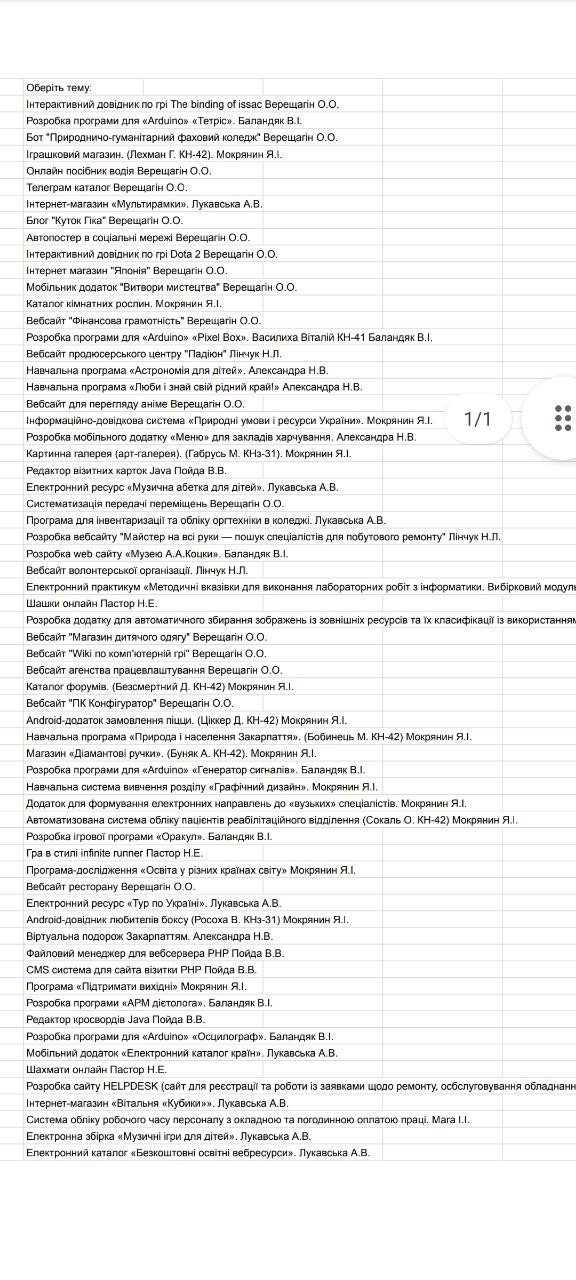 Оберіть тему:
Інтерактивний довідник по грі The binding of issac Верещагін О.О.
Розробка програми для «Arduino» «Тетріс». Баландяк В.І.
Бот "Природничо-гуманітарний фаховий коледж" Верещагін О.О.
Іграшковий магазин. (Лехман Г. КН-42). Мокрянин Я.І.
Онлайн посібник водія Верещагін О.О.
Телеграм каталог Верещагін О.О.
Інтернет-магазин «Мультирамки». Лукавська А.В.
Блог "Куток Гіка" Верещагін О.О.
Автопостер в соціальні мережі Верещагін О.О.
Інтерактивний довідник по грі Dota 2 Верещагін О.О.
Інтернет магазин "Японія" Верещагін О.О.
Мобільник додаток "Витвори мистецтва" Верещагін О.О.
Каталог кімнатних рослин. Мокрянин Я.І.
Вебсайт "Фінансова грамотність" Верещагін О.О.
Розробка програми для «Arduino» «Pixel Box». Василиха Віталій КН-41 Баландяк В.І.
Вебсайт продюсерського центру "Падіюн" Лінчук Н.Л.
Навчальна програма «Астрономія для дітей». Александра Н.В.
Навчальна програма «Люби і знай свій рідний край!» Александра Н.В.
Вебсайт для перегляду аніме Верещагін О.О.
Інформаційно-довідкова система «Природні умови і ресурси України». Мокрянин Я.І.
1/1
Розробка мобільного додатку «Меню» для закладів харчування. Александра Н.В.
Картинна галерея (арт-галерея). (Габрусь М. КНз-31). Мокрянин Я.І.
Редактор візитних карток Java Пойда В.В.
Електронний ресурс «Музична абетка для дітей». Лукавська А.В.
Систематизація передачі переміщень Верещагін О.О.
Програма для інвентаризації та обліку оргтехніки в коледжі. Лукавська А.В.
Розробка вебсайту "Майстер на всі руки — пошук спеціалістів для побутового ремонту" Лінчук Н.Л.
Розробка web сайту «Музею А.А.Коцки». Баландяк В.І.
Вебсайт волонтерської організації. Лінчук Н.Л.
Електронний практикум «Методичні вказівки для виконання лабораторних робіт з інформатики. Вибірковий модуль
Шашки онлайн Пастор Н.Е.
Розробка додатку для автоматичного збирання зображень із зовнішніх ресурсів та їх класифікації із використанням
Вебсайт "Магазин дитячого одягу" Верещагін О.О.
Вебсайт "Wiki по комп'ютерній грі" Верещагін О.О.
Вебсайт агенства працевлаштування Верещагін О.О.
Каталог форумів. (Безсмертний Д. КН-42) Мокрянин Я.І.
Вебсайт "ПК Конфігуратор" Верещагін О.О.
Android-додаток замовлення піцци. (Ціккер Д. КН-42) Мокрянин Я.І.
Навчальна програма «Природа і населення Закарпаття». (Бобинець М. КН-42) Мокрянин Я.І.
Магазин «Діамантові ручки». (Буняк А. КН-42). Мокрянин Я.І.
Розробка програми для «Arduino» «Генератор сигналів». Баландяк В.І.
Навчальна система вивчення розділу «Графічний дизайн». Мокрянин Я.І.
Додаток для формування електронних направлень до «вузьких» спеціалістів. Мокрянин Я.І.
Автоматизована система обліку пацієнтів реабілітаційного відділення (Сокаль О. КН-42) Мокрянин Я.І.
Розробка ігрової програми «Оракул». Баландяк В.І.
Гра в стилі infinite runner Пастор Н.Е.
Програма-дослідження «Освіта у різних країнах світу» Мокрянин Я.І.
Вебсайт ресторану Верещагін О.О.
Електронний ресурс «Тур по Україні». Лукавська А.В.
Android-довідник любителів боксу (Росоха В. КНз-31) Мокрянин Я.І.
Віртуальна подорож Закарпаттям. Александра Н.В.
Файловий менеджер для вебсервера PHP Пойда В.В.
CMS система для сайта візитки PHP Пойда В.В.
Програма «Підтримати вихідні» Мокрянин Я.І.
Розробка програми «АРМ дієтолога». Баландяк В.І.
Редактор кросвордів Java Пойда В.В.
Розробка програми для «Arduino» «Осцилограф». Баландяк В.І.
Мобільний додаток «Електронний каталог країн». Лукавська А.В.
Шахмати онлайн Пастор Н.Е.
Розробка сайту HELPDESK (сайт для реєстрації та роботи із заявками щодо ремонту, осбслуговування обладнанн
Інтернет-магазин «Вітальня «Кубики»». Лукавська А.В.
Система обліку робочого часу персоналу з окладною та погодинною оплатою праці. Мага І.І.
Електронна збірка «Музичні ігри для дітей». Лукавська А.В.
Електронний каталог «Безкоштовні освітні вебресурси». Лукавська А.В.